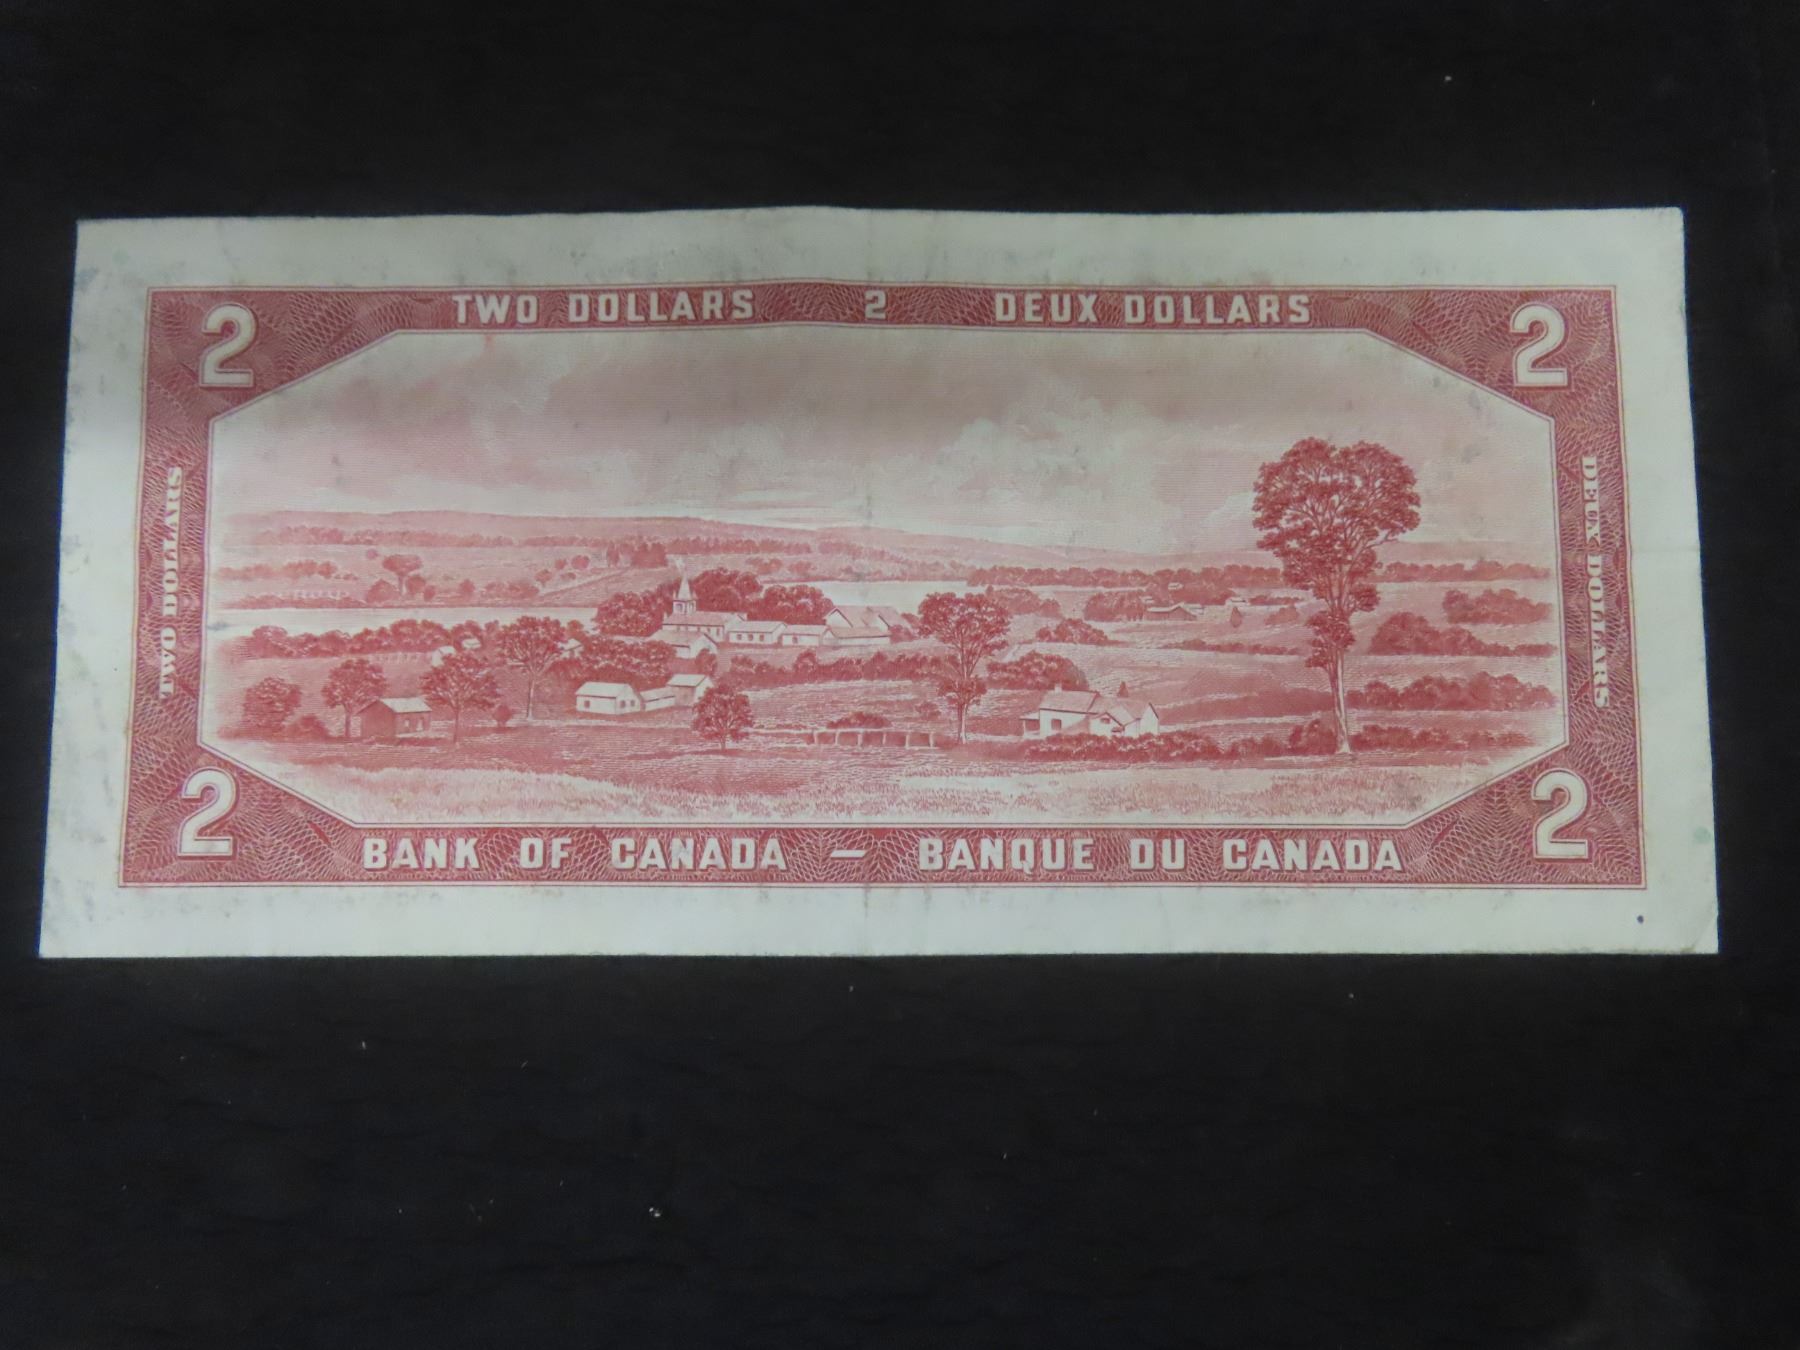 TWO DOLLARS 2 DEUX DOLLARS
2 2
TWO DOLLARS
DEUX DOLLARS
2 2
BANK OF CANADA — BANQUE DU CANADA